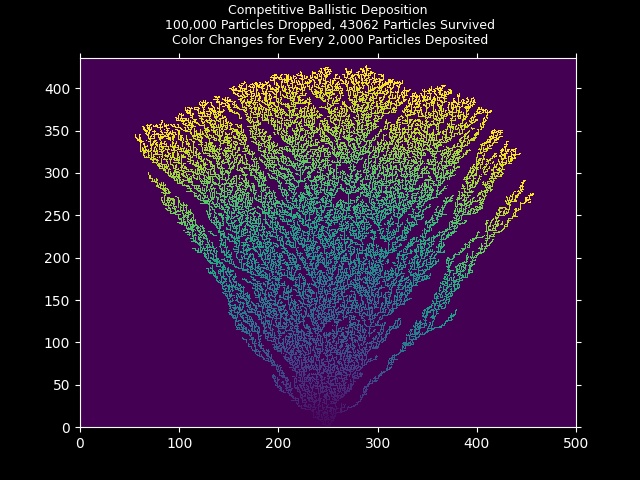 Competitive Ballistic Deposition
100,000 Particles Dropped, 43062 Particles Survived
Color Changes for Every 2,000 Particles Deposited
400
350
300
250
200
150
100
50
0
0 100 200 300 400 500